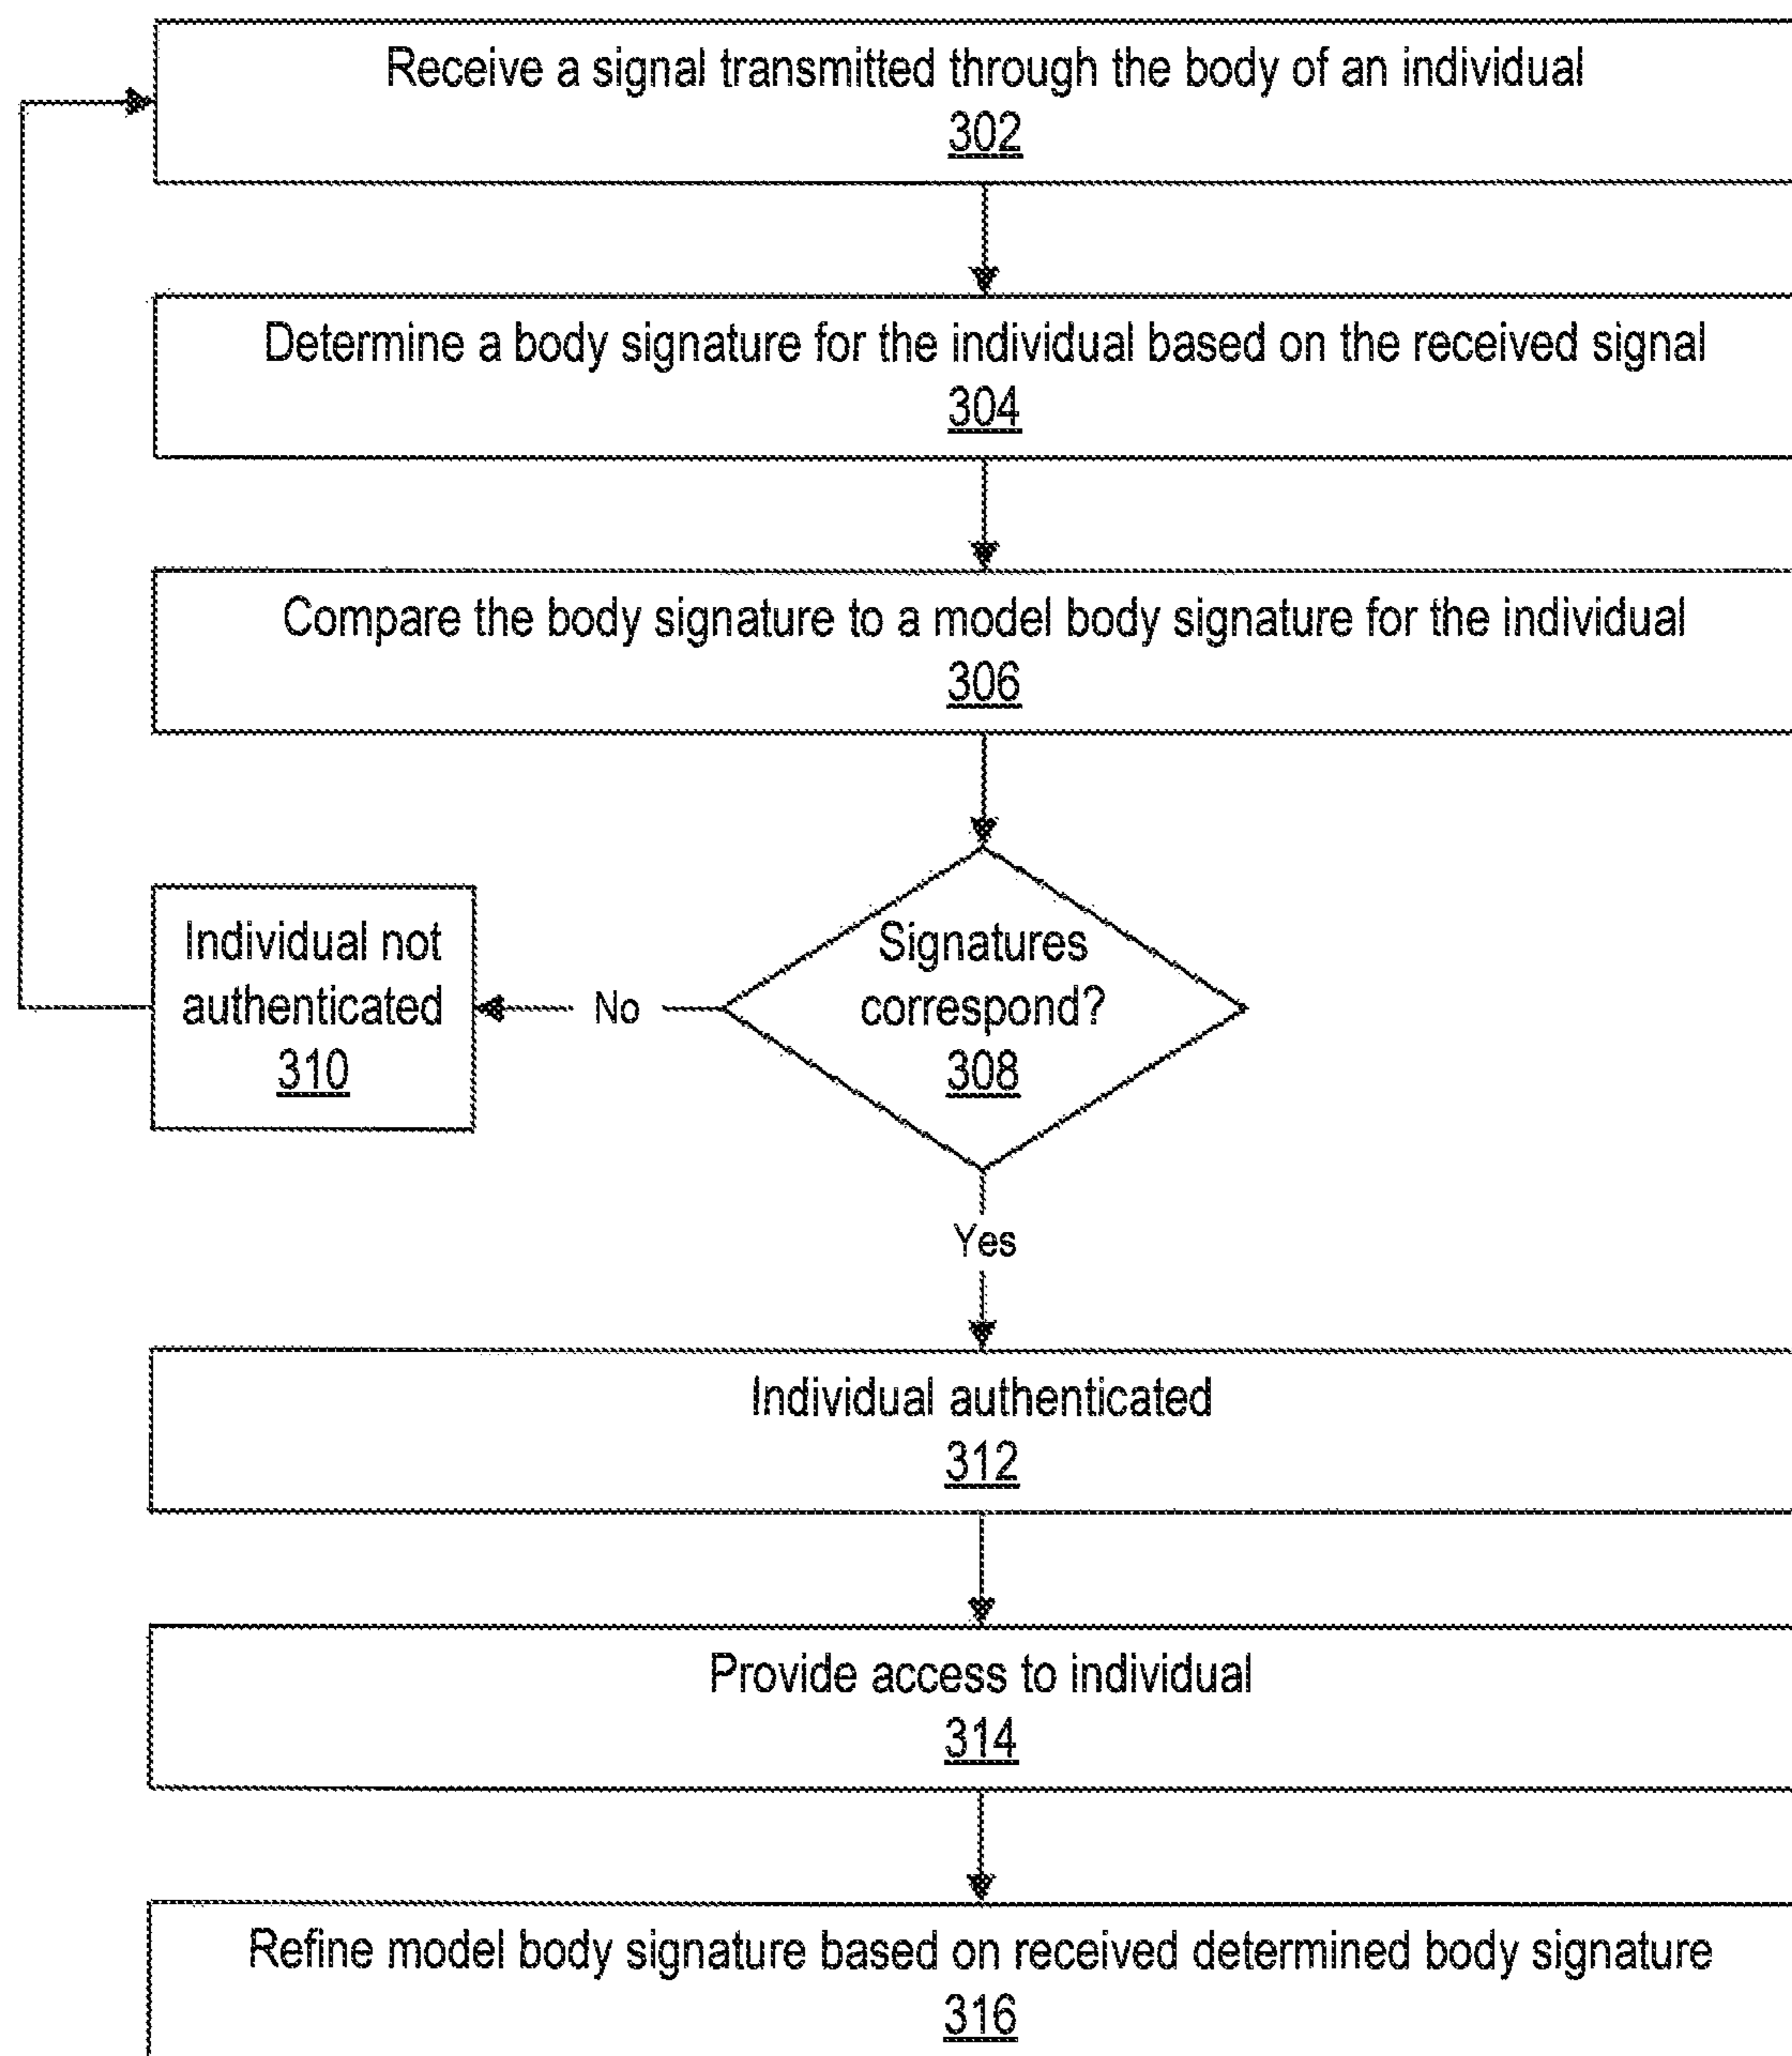 Receive a signal transmitted through the body of an individual
302
Determine a body signature for the individual based on the received signal
304
Compare the body signature to a model body signature for the individual
306
Signatures
correspond?
308
No
Individual not
authenticated
310
Yes
Individual authenticated
312
Provide access to individual
314
Refine model body signature based on received determined body signature
316